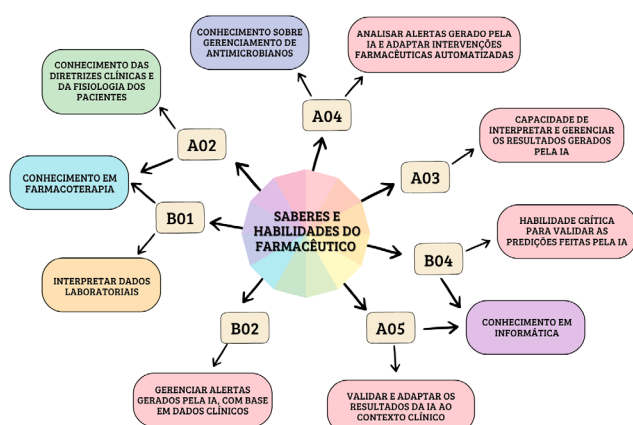 CONHECIMENTO SOBRE
GERENCIAMENTO DE
ANTIMICROBIANOS
ANALISAR ALERTAS GERADO PELA
IA E ADAPTAR INTERVENÇÕES
FARMACÊUTICAS AUTOMATIZADAS
CONHECIMENTO DAS
DIRETRIZES CLÍNICAS E
DA FISIOLOGIA DOS
PACIENTES
A04
A02
CAPACIDADE DE
INTERPRETAR E GERENCIAR
OS RESULTADOS GERADOS
PELA IA
A03
CONHECIMENTO EM
FARMACOTERAPIA
B01
SABERES E
HABILIDADES DO
FARMACÊUTICO
HABILIDADE CRÍTICA
PARA VALIDAR AS
PREDIÇÕES FEITAS PELA IA
B04
INTERPRETAR DADOS
LABORATORIAIS
B02
A05
CONHECIMENTO EM
INFORMÁTICA
GERENCIAR ALERTAS
GERADOS PELA IA, COM BASE
EM DADOS CLÍNICOS
VALIDAR E ADAPTAR OS
RESULTADOS DA IA AO
CONTEXTO CLÍNICO